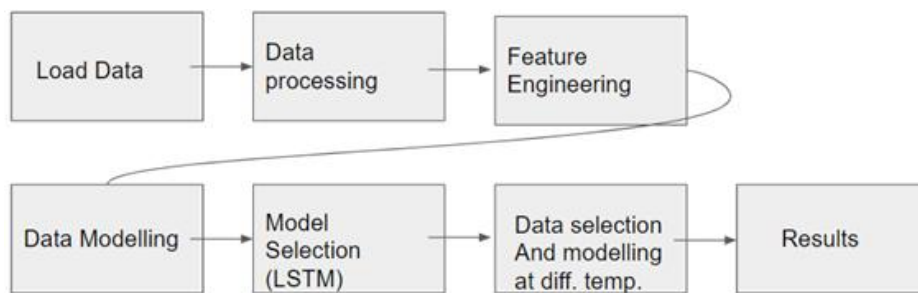 Load Data
Data
processing
Feature
Engineering
Data Modelling
Model
Selection
(LSTM)
Data selection
And modelling
at diff. temp.
Results